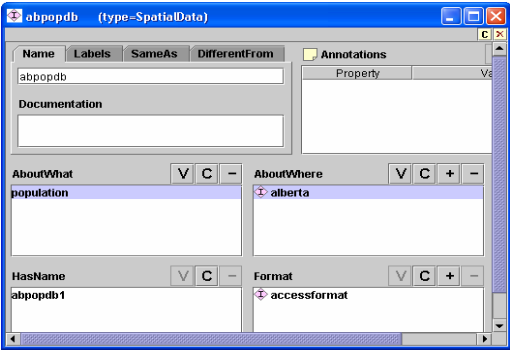 abpopdb (type=SpatialData)
C
Name Labels SameAs DifferentFrom
Annotations
abpopdb
Property Va
Documentation
AboutWhat V C – AboutWhere V C + –
population alberta
HasName V C – Format V C + –
abpopdb1 accessformat